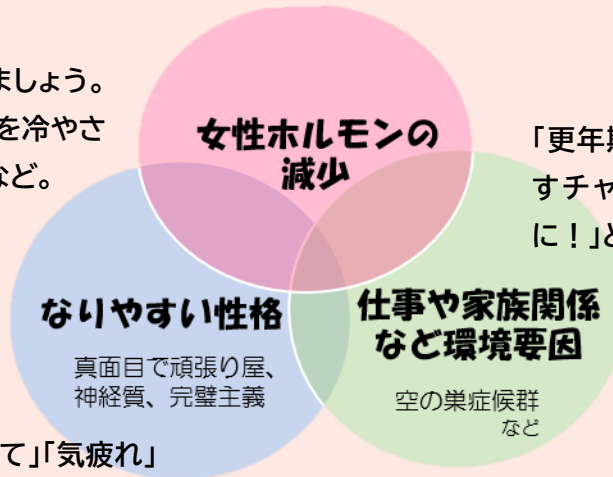 ましょう。
を冷やさ
など。
女性ホルモンの
減少
「更年期
すチャ
に！」と
なりやすい性格
真面目で頑張り屋、
神経質、完璧主義
仕事や家族関係
など環境要因
空の巣症候群
など
て」「気疲れ」